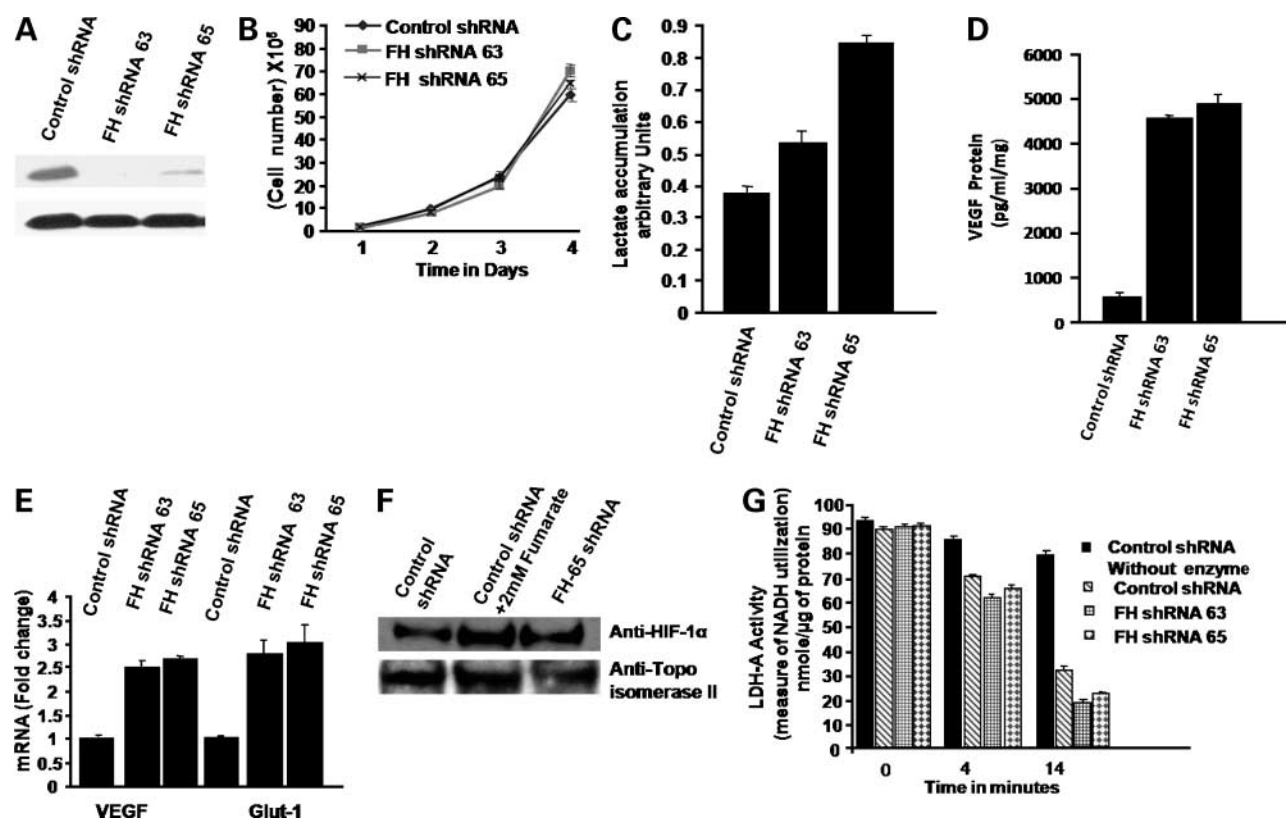 A
Control shRNA
FH shRNA 63
FH shRNA 65
B
(Cell number) X10⁵
90
80
70
60
50
40
30
20
10
0
Control shRNA
FH shRNA 63
FH shRNA 65
1 2 3 4
Time in Days
C
Lactate accumulation
arbitrary Units
0.9
0.8
0.7
0.6
0.5
0.4
0.3
0.2
0.1
0
Control shRNA
FH shRNA 63
FH shRNA 65
D
VEGF Protein
(pg/ml/mg)
6000
5000
4000
3000
2000
1000
0
Control shRNA
FH shRNA 63
FH shRNA 65
E
Control shRNA
FH shRNA 63
FH shRNA 65
Control shRNA
FH shRNA 63
FH shRNA 65
mRNA (Fold change)
4
3.5
3
2.5
2
1.5
1
0.5
0
VEGF Glut-1
F
Control
shRNA
Control shRNA
+2mM Fumarate
FH-65 shRNA
Anti-HIF-1α
Anti-Topo
isomerase II
G
LDH-A Activity
(measure of NADH utilization)
nmole/µg of protein
100
90
80
70
60
50
40
30
20
10
0
0 4 14
Time in minutes
Control shRNA
Without enzyme
Control shRNA
FH shRNA 63
FH shRNA 65